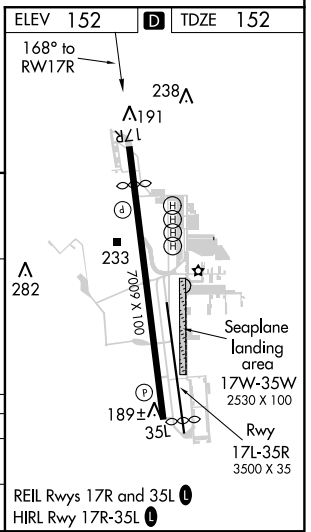 ELEV 152 D TDZE 152
168° to
RW17R
238
191
17R
H
H
H
H
P
233
282
7009 X 100
Seaplane
landing
area
17W-35W
2530 X 100
P
189±
35L
Rwy
17L-35R
3500 X 35
REIL Rwys 17R and 35L L
HIRL Rwy 17R-35L L